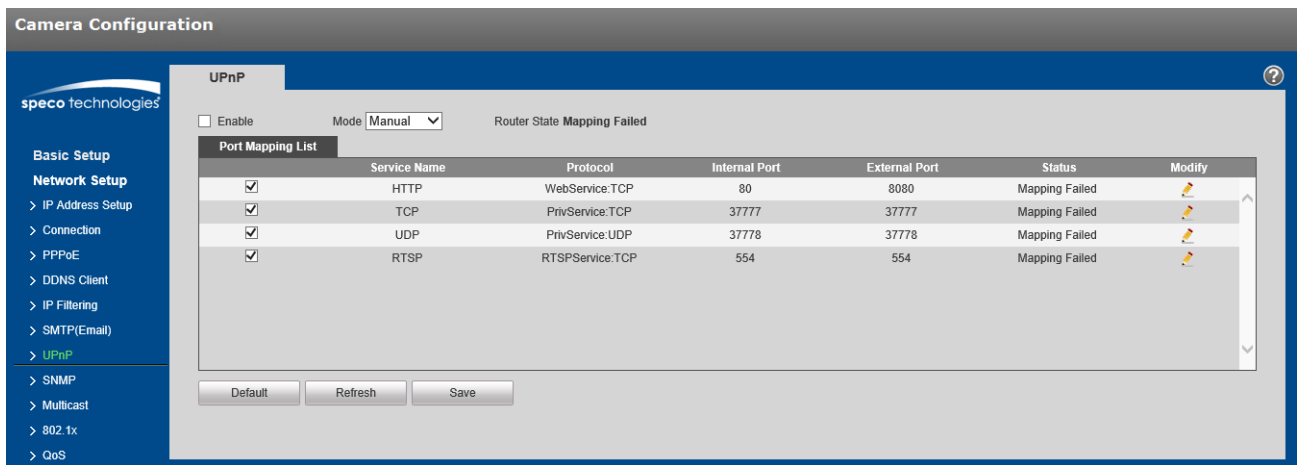 Camera Configuration
speco technologies
UPnP
?
Enable Mode Manual Router State Mapping Failed
Port Mapping List
Service Name Protocol Internal Port External Port Status Modify
HTTP WebService:TCP 80 8080 Mapping Failed
TCP PrivService:TCP 37777 37777 Mapping Failed
UDP PrivService:UDP 37778 37778 Mapping Failed
RTSP RTSPService:TCP 554 554 Mapping Failed
Default Refresh Save
Basic Setup
Network Setup
> IP Address Setup
> Connection
> PPPoE
> DDNS Client
> IP Filtering
> SMTP(Email)
> UPnP
> SNMP
> Multicast
> 802.1x
> QoS